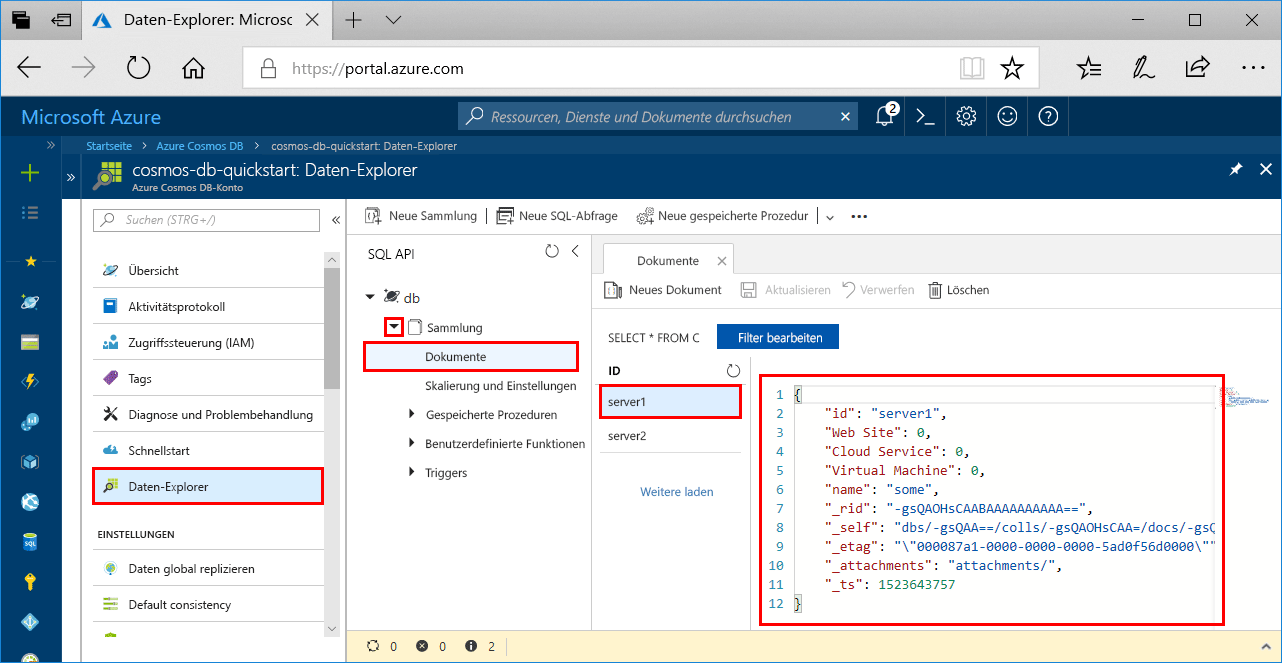 Daten-Explorer: Microsc
https://portal.azure.com
Microsoft Azure
Ressourcen, Dienste und Dokumente durchsuchen
2
Startseite > Azure Cosmos DB > cosmos-db-quickstart: Daten-Explorer
cosmos-db-quickstart: Daten-Explorer
Azure Cosmos DB-Konto
Suchen (STRG+/)
Übersicht
Aktivitätsprotokoll
Zugriffssteuerung (IAM)
Tags
Diagnose und Problembehandlung
Schnellstart
Daten-Explorer
EINSTELLUNGEN
Daten global replizieren
Default consistency
SQL
Neue Sammlung
Neue SQL-Abfrage
Neue gespeicherte Prozedur
SQL API
db
Sammlung
Dokumente
Skalierung und Einstellungen
Gespeicherte Prozeduren
Benutzerdefinierte Funktionen
Triggers
Dokumente
Neues Dokument
Aktualisieren
Verwerfen
Löschen
SELECT * FROM C
Filter bearbeiten
ID
server1
server2
Weitere laden
1 {
2 "id": "server1",
3 "Web Site": 0,
4 "Cloud Service": 0,
5 "Virtual Machine": 0,
6 "name": "some",
7 "_rid": "-gsQAOHsCAABAAAAAAAAAA==",
8 "_self": "dbs/-gsQAA==/colls/-gsQAOHsCAA=/docs/-gsQ
9 "_etag": "\"000087a1-0000-0000-0000-5ad0f56d0000\""
10 "_attachments": "attachments/",
11 "_ts": 1523643757
12 }
0 0 2